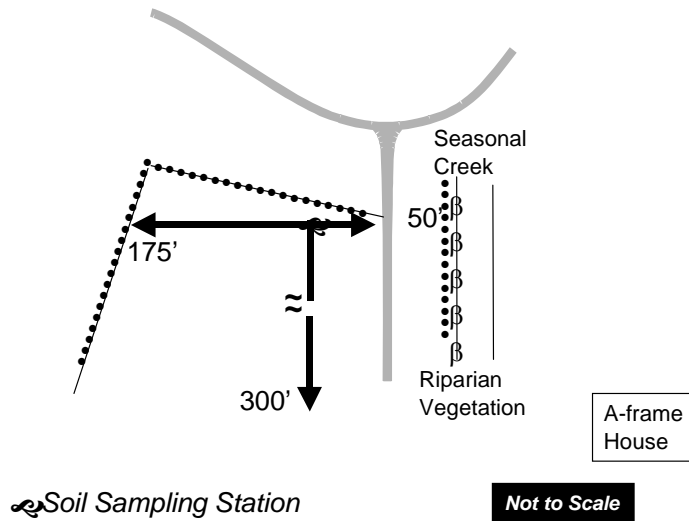 Seasonal
Creek
50’
β
β
β
β
β
175’
≈
300’
Riparian
Vegetation
A-frame
House
Soil Sampling Station
Not to Scale